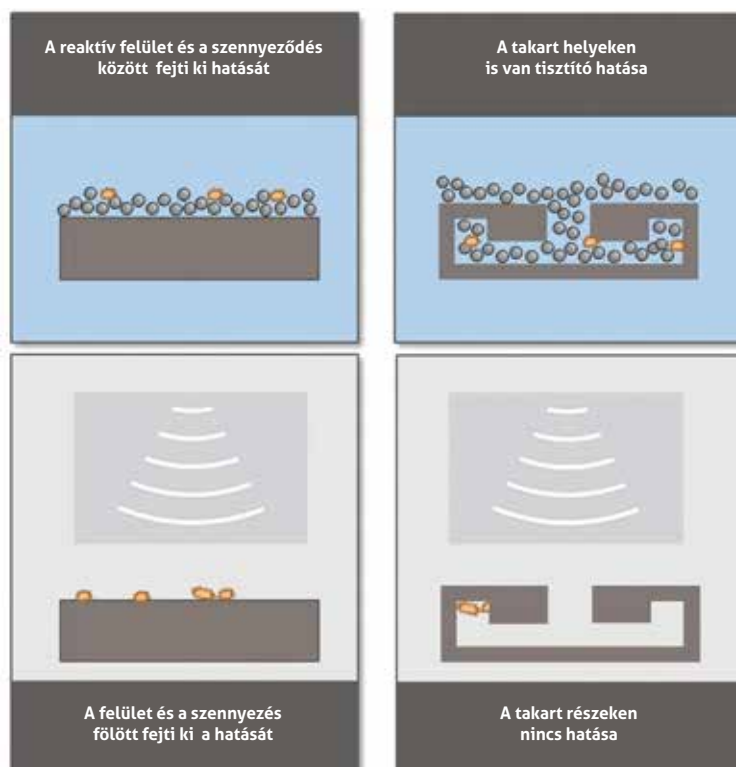 A reaktív felület és a szennyeződés
között fejti ki hatását
A takart helyeken
is van tisztító hatása
A felület és a szennyezés
fölött fejti ki a hatását
A takart részeken
nincs hatása